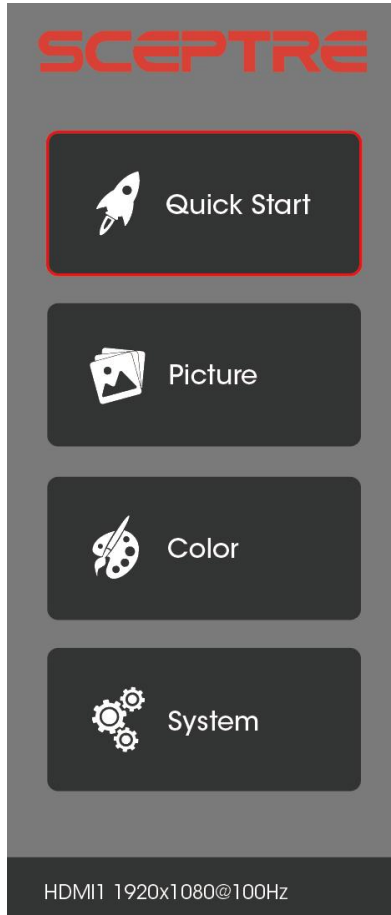 SCEPTRE
Quick Start
Picture
Color
System
HDMI1 1920x1080@100Hz